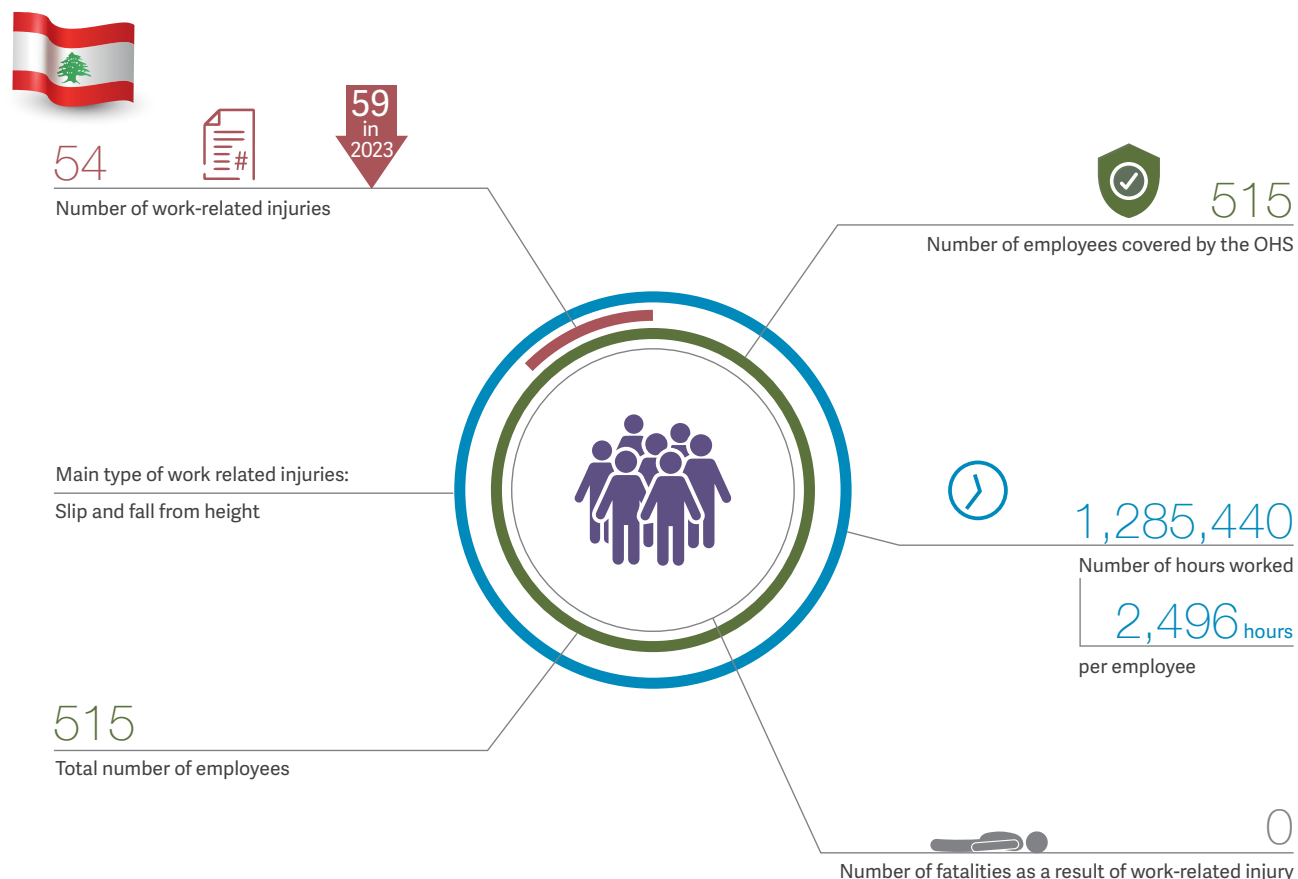 59
in
2023
54
#
Number of work-related injuries
515
Number of employees covered by the OHS
Main type of work related injuries:
Slip and fall from height
1,285,440
Number of hours worked
2,496 hours
per employee
515
Total number of employees
0
Number of fatalities as a result of work-related injury